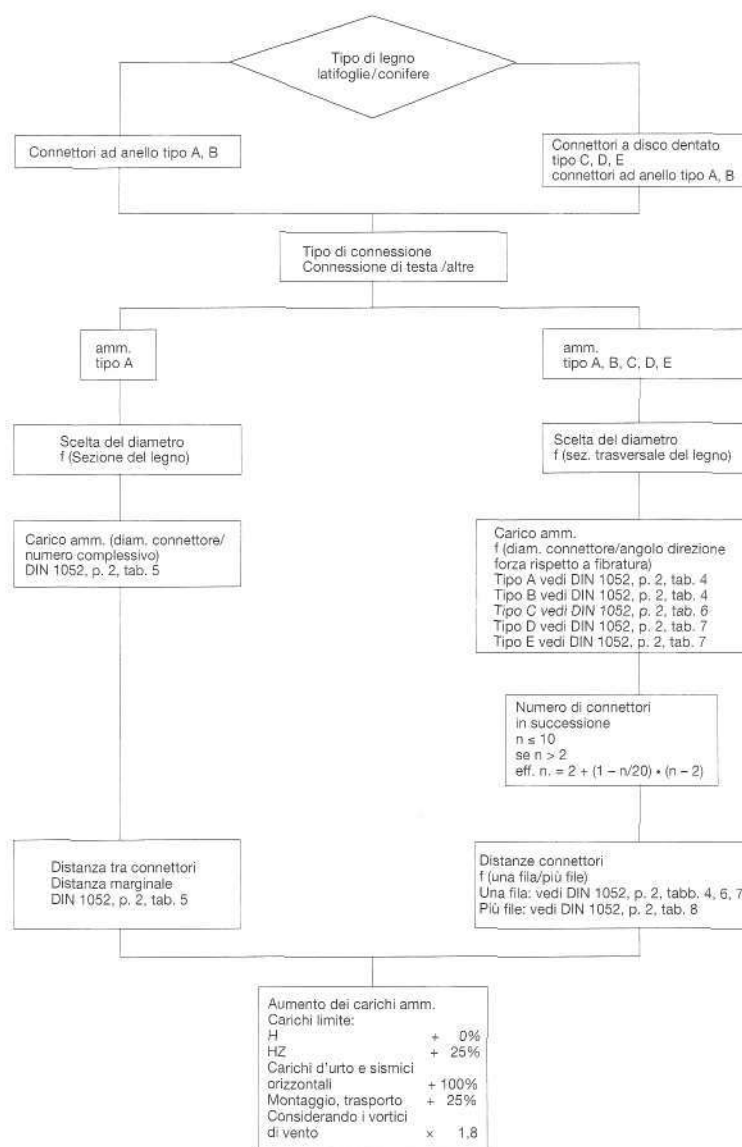 Tipo di legno
latifoglie/conifere
Connettori ad anello tipo A, B
Connettori a disco dentato
tipo C, D, E
connettori ad anello tipo A, B
Tipo di connessione
Connessione di testa /altre
amm.
tipo A
amm.
tipo A, B, C, D, E
Scelta del diametro
f (Sezione del legno)
Scelta del diametro
f (sez. trasversale del legno)
Carico amm. (diam. connettore/
numero complessivo)
DIN 1052, p. 2, tab. 5
Carico amm.
f (diam. connettore/angolo direzione
forza rispetto a fibratura)
Tipo A vedi DIN 1052, p. 2, tab. 4
Tipo B vedi DIN 1052, p. 2, tab. 4
Tipo C vedi DIN 1052, p. 2, tab. 6
Tipo D vedi DIN 1052, p. 2, tab. 7
Tipo E vedi DIN 1052, p. 2, tab. 7
Numero di connettori
in successione
n ≤ 10
se n > 2
eff. n. = 2 + (1 – n/20) • (n – 2)
Distanza tra connettori
Distanza marginale
DIN 1052, p. 2, tab. 5
Distanze connettori
f (una fila/più file)
Una fila: vedi DIN 1052, p. 2, tabb. 4, 6, 7
Più file: vedi DIN 1052, p. 2, tab. 8
Aumento dei carichi amm.
Carichi limite:
H + 0%
HZ + 25%
Carichi d'urto e sismici
orizzontali + 100%
Montaggio, trasporto + 25%
Considerando i vortici
di vento × 1,8